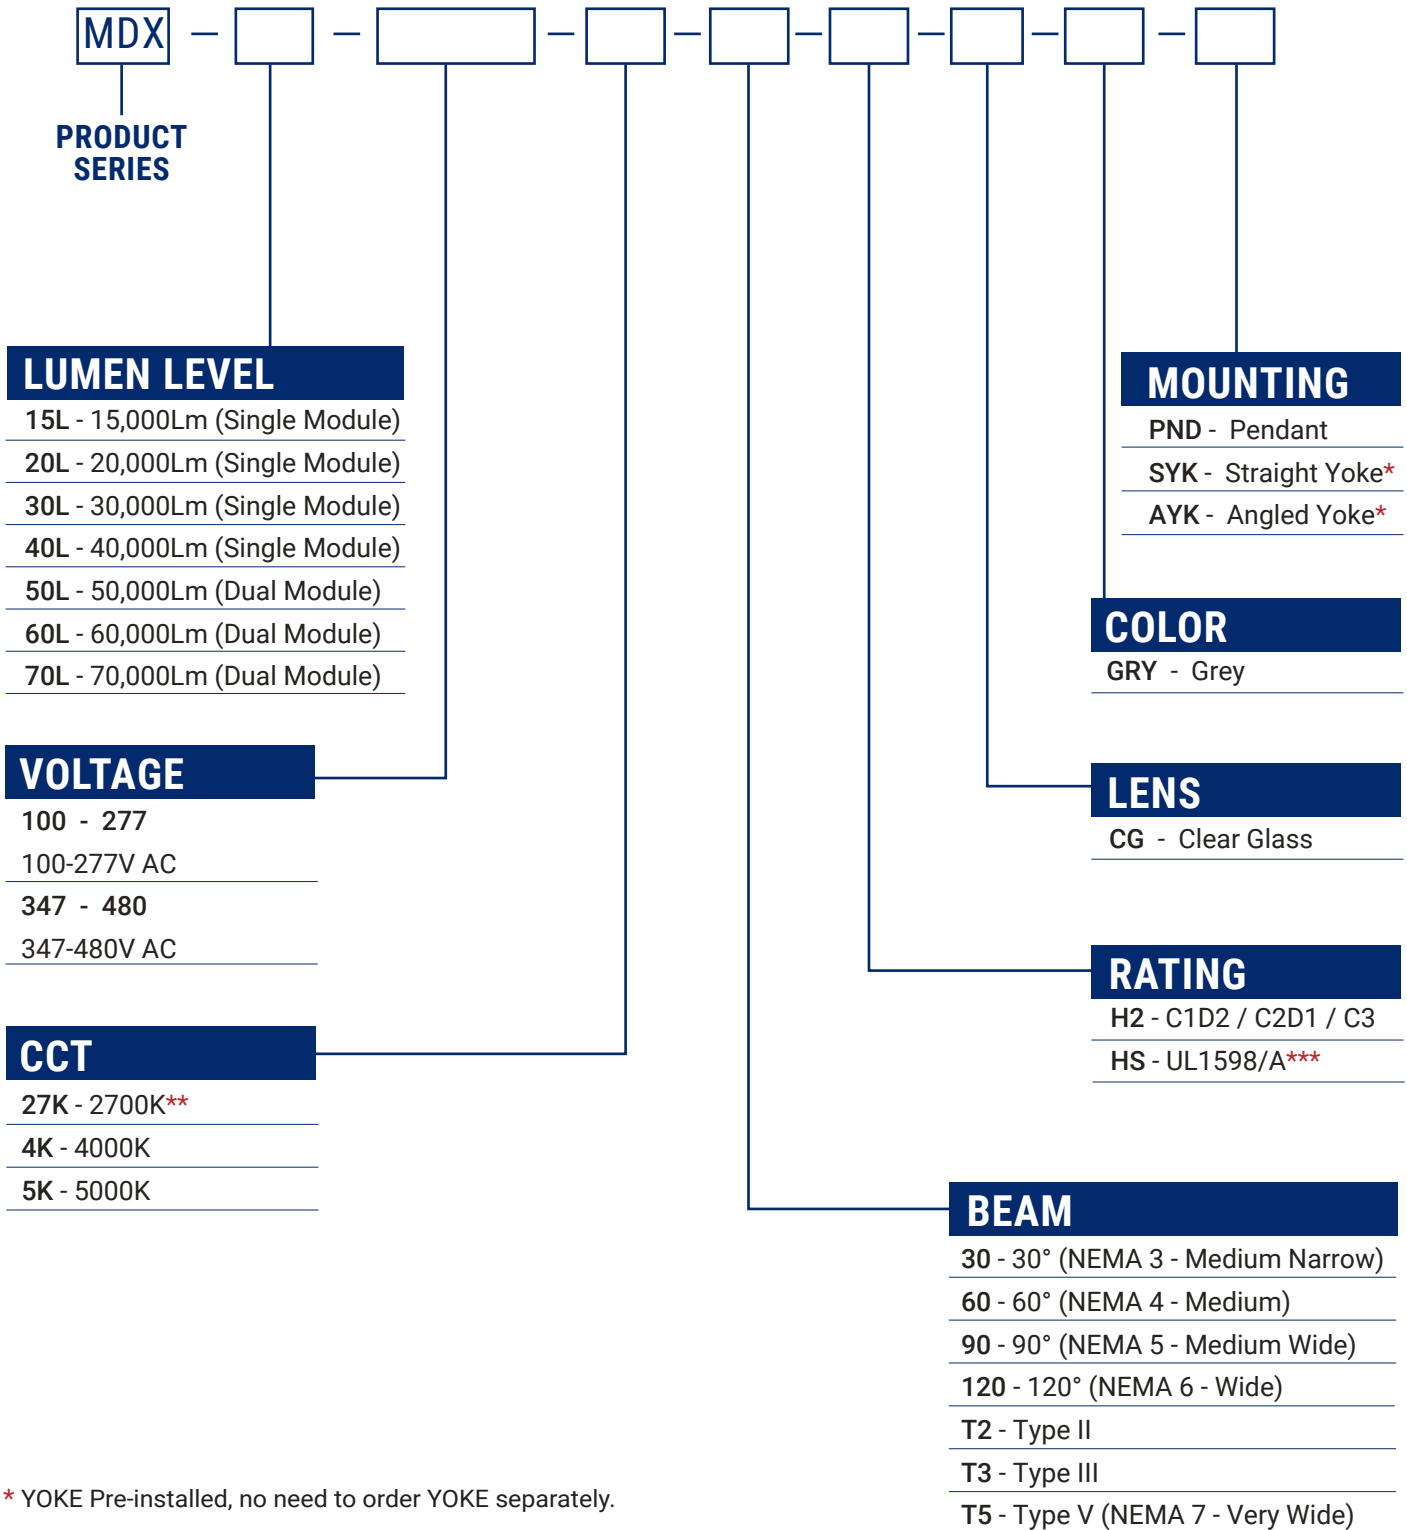 MDX
PRODUCT
SERIES
LUMEN LEVEL
15L - 15,000Lm (Single Module)
20L - 20,000Lm (Single Module)
30L - 30,000Lm (Single Module)
40L - 40,000Lm (Single Module)
50L - 50,000Lm (Dual Module)
60L - 60,000Lm (Dual Module)
70L - 70,000Lm (Dual Module)
VOLTAGE
100 - 277
100-277V AC
347 - 480
347-480V AC
CCT
27K - 2700K**
4K - 4000K
5K - 5000K
MOUNTING
PND - Pendant
SYK - Straight Yoke*
AYK - Angled Yoke*
COLOR
GRY - Grey
LENS
CG - Clear Glass
RATING
H2 - C1D2 / C2D1 / C3
HS - UL1598/A***
BEAM
30 - 30° (NEMA 3 - Medium Narrow)
60 - 60° (NEMA 4 - Medium)
90 - 90° (NEMA 5 - Medium Wide)
120 - 120° (NEMA 6 - Wide)
T2 - Type II
T3 - Type III
T5 - Type V (NEMA 7 - Very Wide)
* YOKE Pre-installed, no need to order YOKE separately.